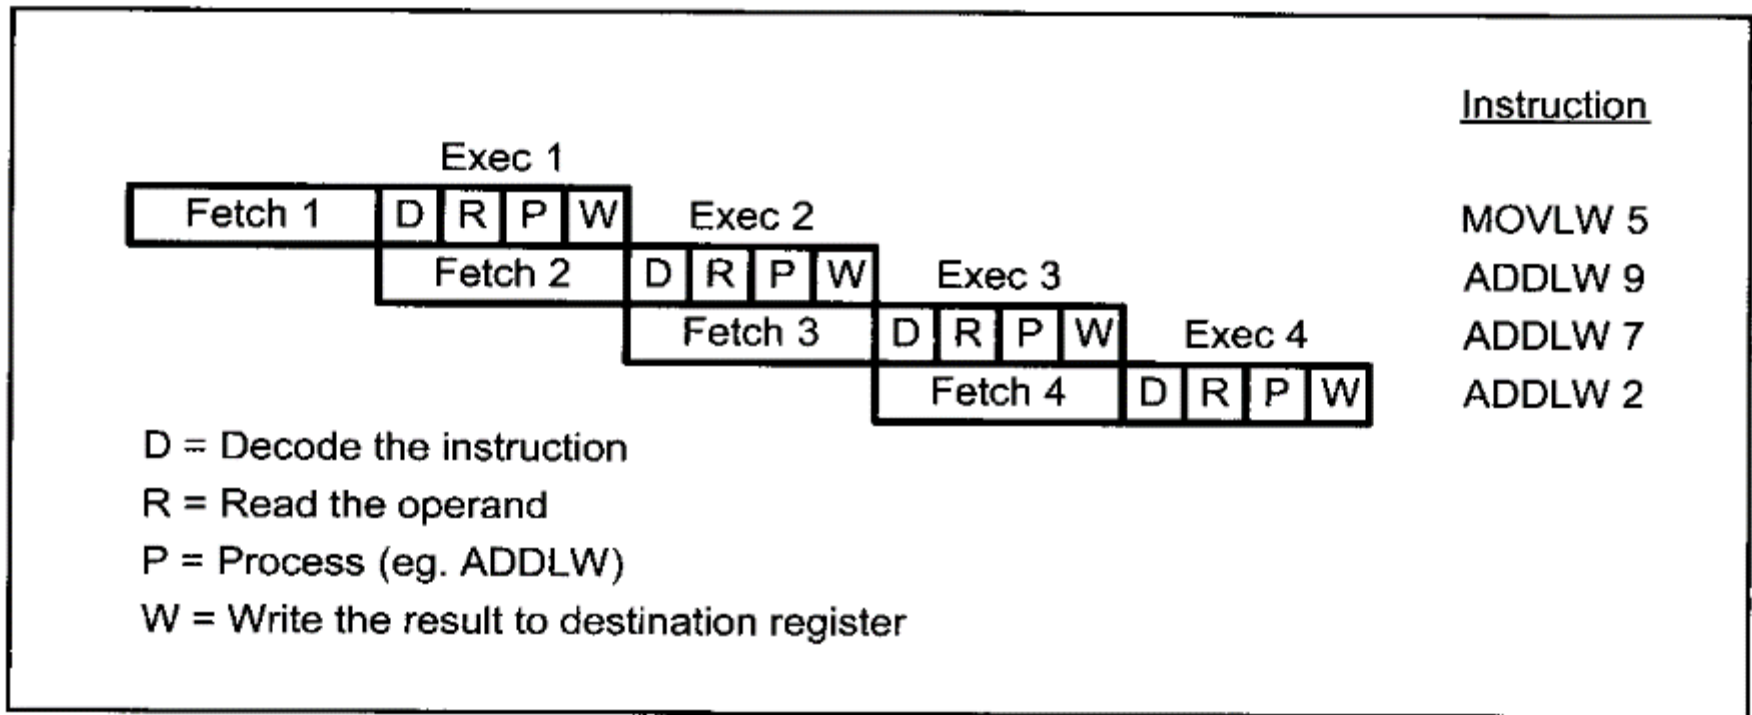 Instruction
Exec 1
Fetch 1 D R P W Exec 2 MOVLW 5
Fetch 2 D R P W Exec 3 ADDLW 9
Fetch 3 D R P W Exec 4 ADDLW 7
Fetch 4 D R P W ADDLW 2
D = Decode the instruction
R = Read the operand
P = Process (eg. ADDLW)
W = Write the result to destination register